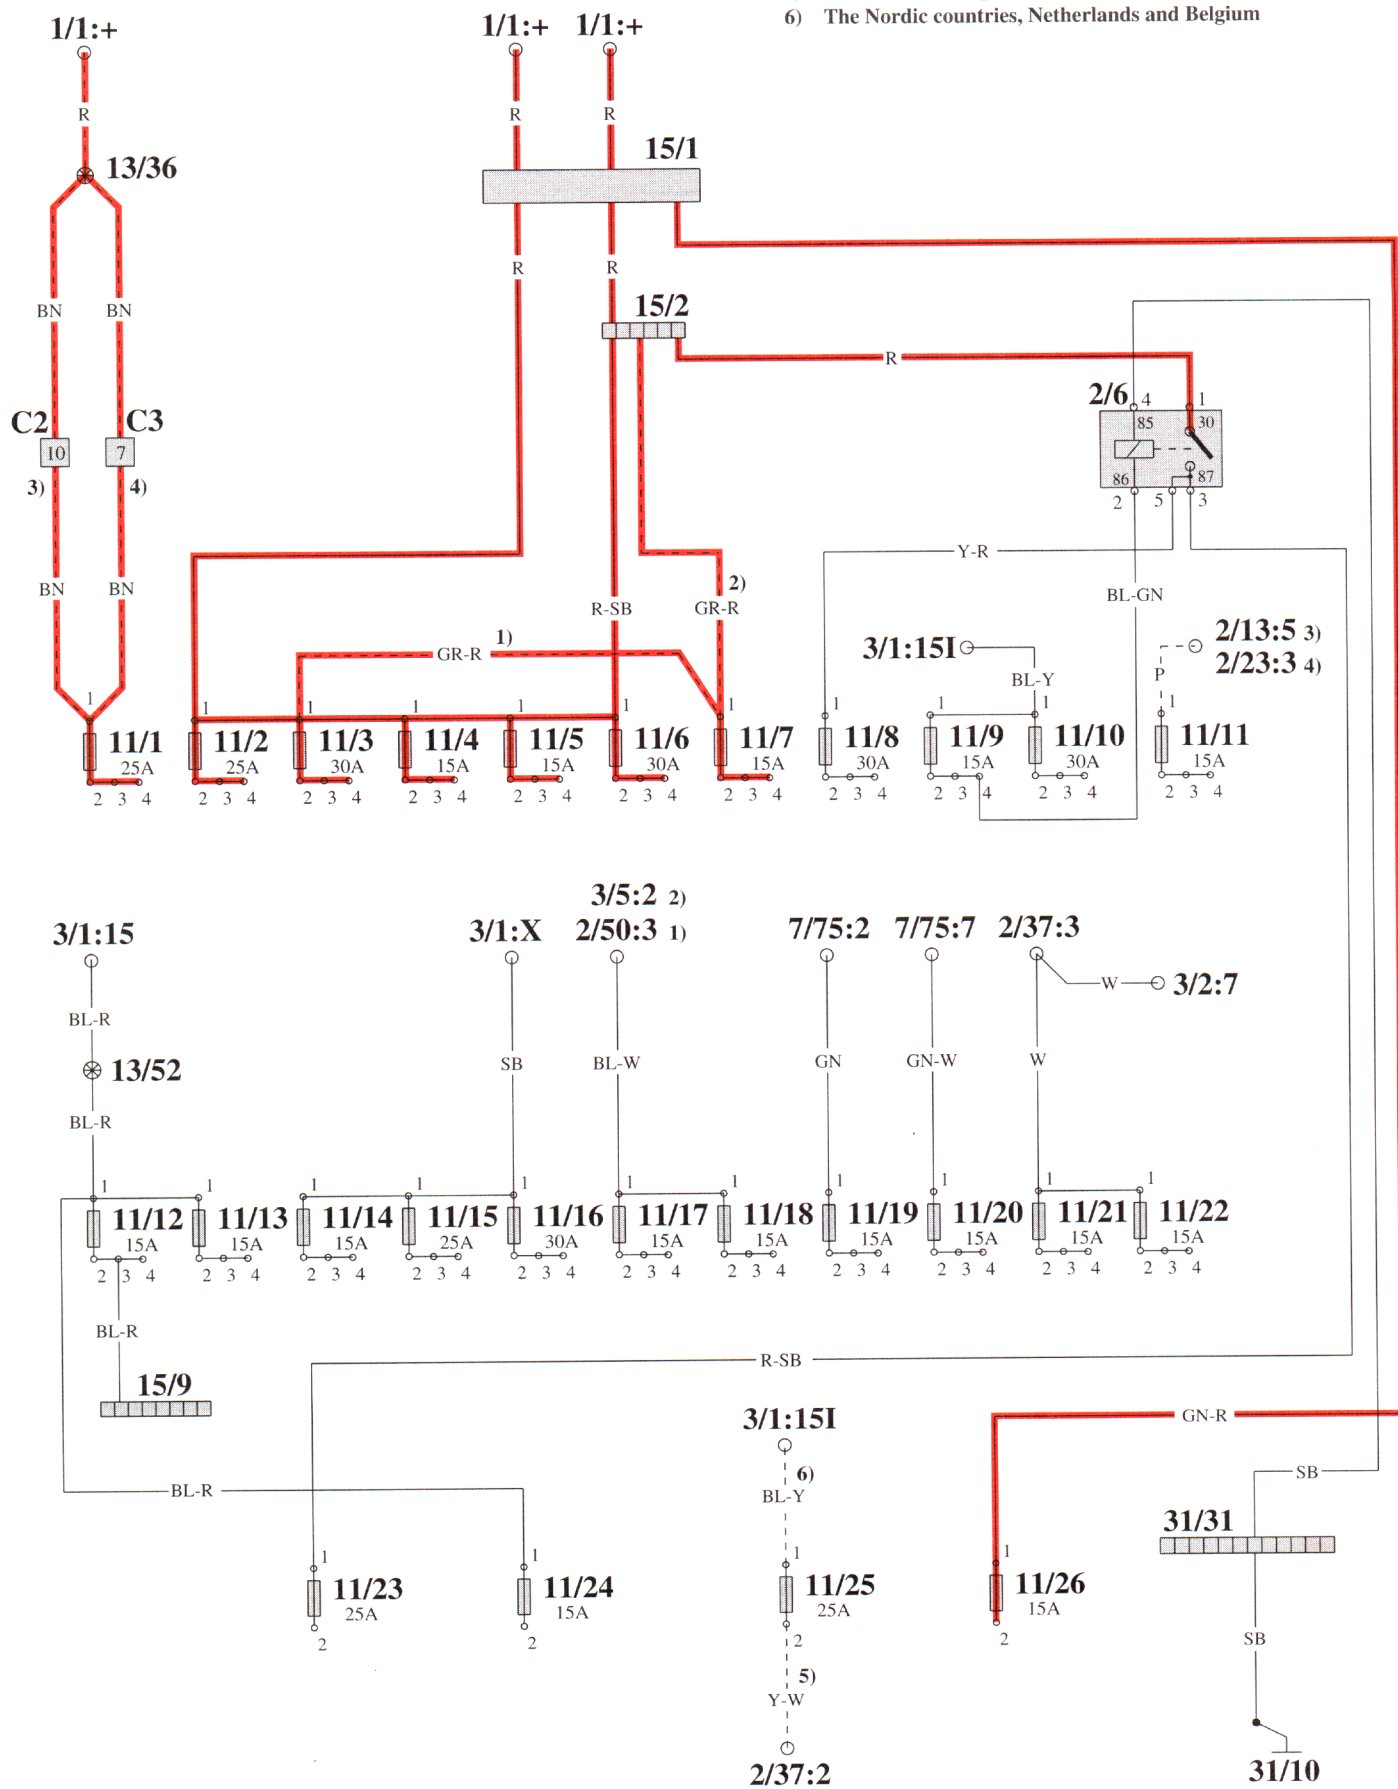 6) The Nordic countries, Netherlands and Belgium
1/1:+ 1/1:+ 1/1:+
R R R
13/36 15/1
R R
BN BN 15/2
R
2/6 4 1
85 30
C2 C3
10 7
86 87
3) 4)
2 5 3
Y-R
BN BN 2) BL-GN
R-SB GR-R
1) 2/13:5 3)
GR-R 3/1:15I 2/23:3 4)
BL-Y P
1 1 1 1 1 1 1 1 1 1 1
11/1 11/2 11/3 11/4 11/5 11/6 11/7 11/8 11/9 11/10 11/11
25A 25A 30A 15A 15A 30A 15A 30A 15A 30A 15A
2 3 4 2 3 4 2 3 4 2 3 4 2 3 4 2 3 4 2 3 4 2 3 4 2 3 4 2 3 4 2 3 4
3/5:2 2)
3/1:15 3/1:X 2/50:3 1) 7/75:2 7/75:7 2/37:3
W 3/2:7
BL-R
13/52 SB BL-W GN GN-W W
BL-R
1 1 1 1 1 1 1 1 1 1
11/12 11/13 11/14 11/15 11/16 11/17 11/18 11/19 11/20 11/21 11/22
15A 15A 15A 25A 30A 15A 15A 15A 15A 15A 15A
2 3 4 2 3 4 2 3 4 2 3 4 2 3 4 2 3 4 2 3 4 2 3 4 2 3 4 2 3 4 2 3 4
BL-R
R-SB
15/9
3/1:15I GN-R
6) SB
BL-R BL-Y
31/31
1 1 1 1
11/23 11/24 11/25 11/26
25A 15A 25A 15A
2 2 2 2
SB
5)
Y-W
2/37:2 31/10